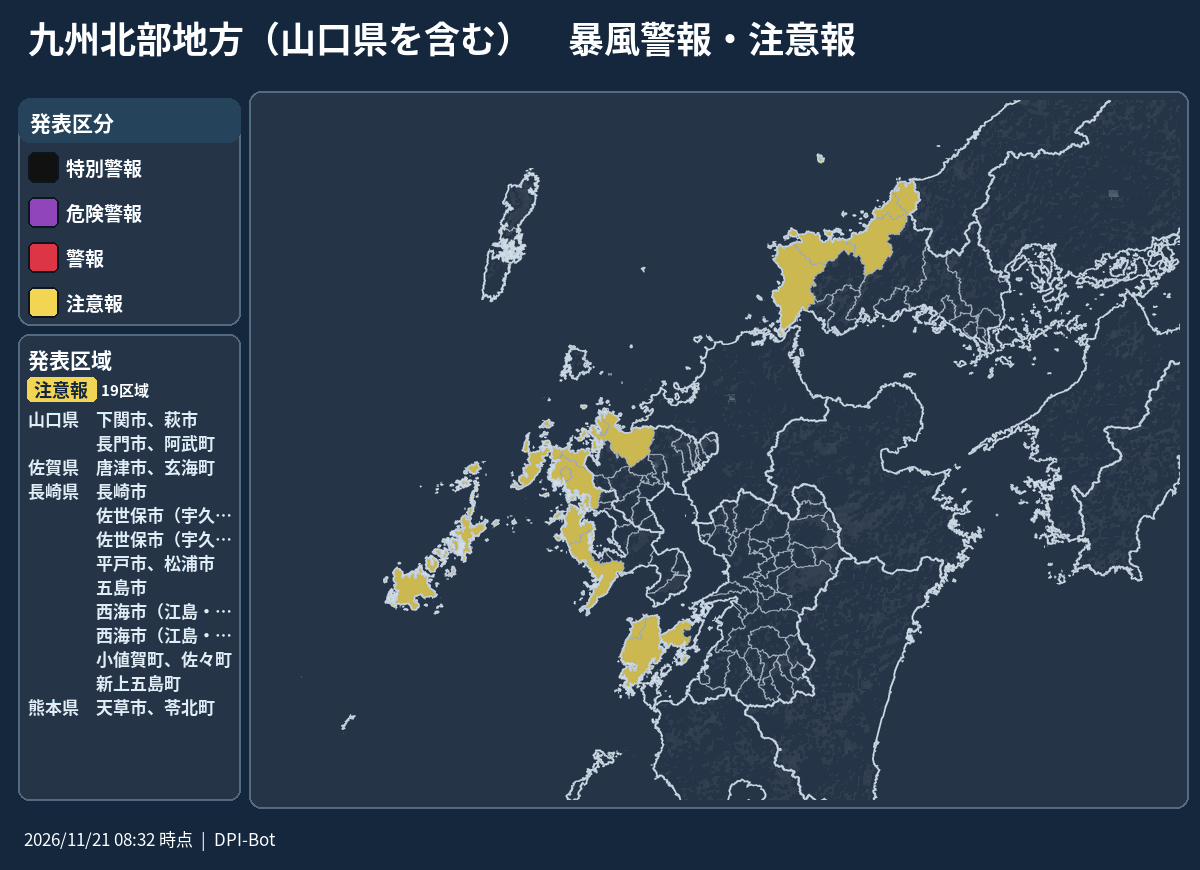 九州北部地方（山口県を含む）　暴風警報・注意報
発表区分
特別警報
危険警報
警報
注意報
発表区域
注意報 19区域
山口県 下関市、萩市
長門市、阿武町
佐賀県 唐津市、玄海町
長崎県 長崎市
佐世保市（宇久…
佐世保市（宇久…
平戸市、松浦市
五島市
西海市（江島・…
西海市（江島・…
小値賀町、佐々町
新上五島町
熊本県 天草市、苓北町
2026/11/21 08:32 時点｜DPI-Bot